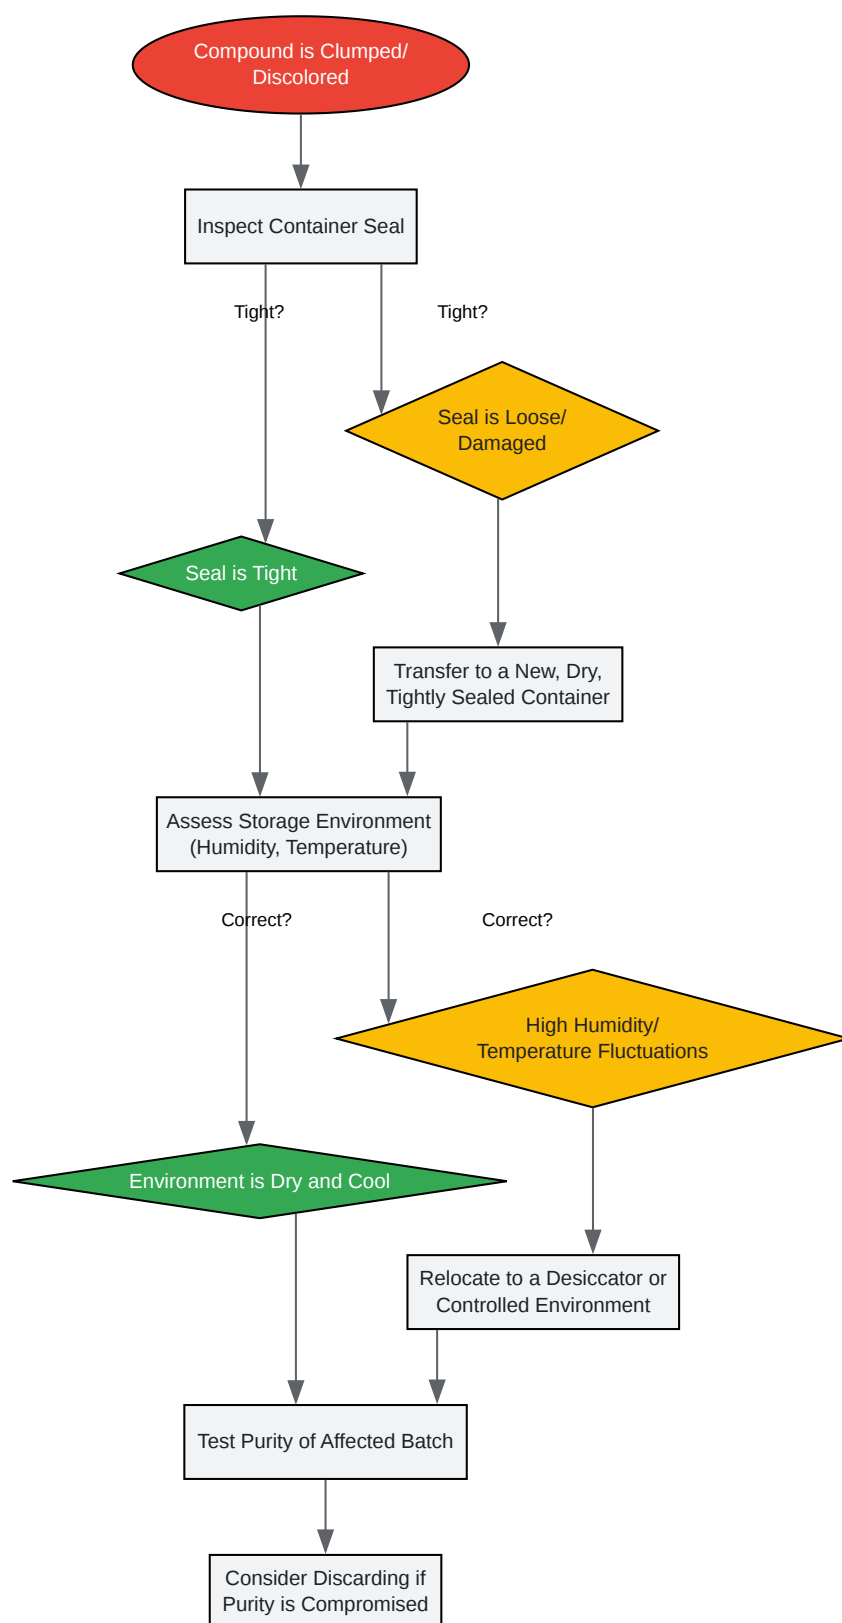 Compound is Clumped/
Discolored
Inspect Container Seal
Tight?
Tight?
Seal is Loose/
Damaged
Seal is Tight
Transfer to a New, Dry,
Tightly Sealed Container
Assess Storage Environment
(Humidity, Temperature)
Correct?
Correct?
High Humidity/
Temperature Fluctuations
Environment is Dry and Cool
Relocate to a Desiccator or
Controlled Environment
Test Purity of Affected Batch
Consider Discarding if
Purity is Compromised